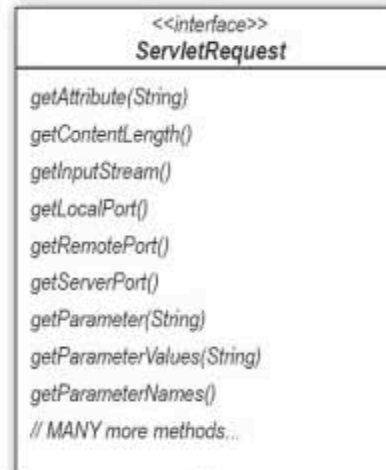 <<interface>>
ServletRequest
getAttribute(String)
getContentLength()
getInputStream()
getLocalPort()
getRemotePort()
getServerPort()
getParameter(String)
getParameterValues(String)
getParameterNames()
// MANY more methods...